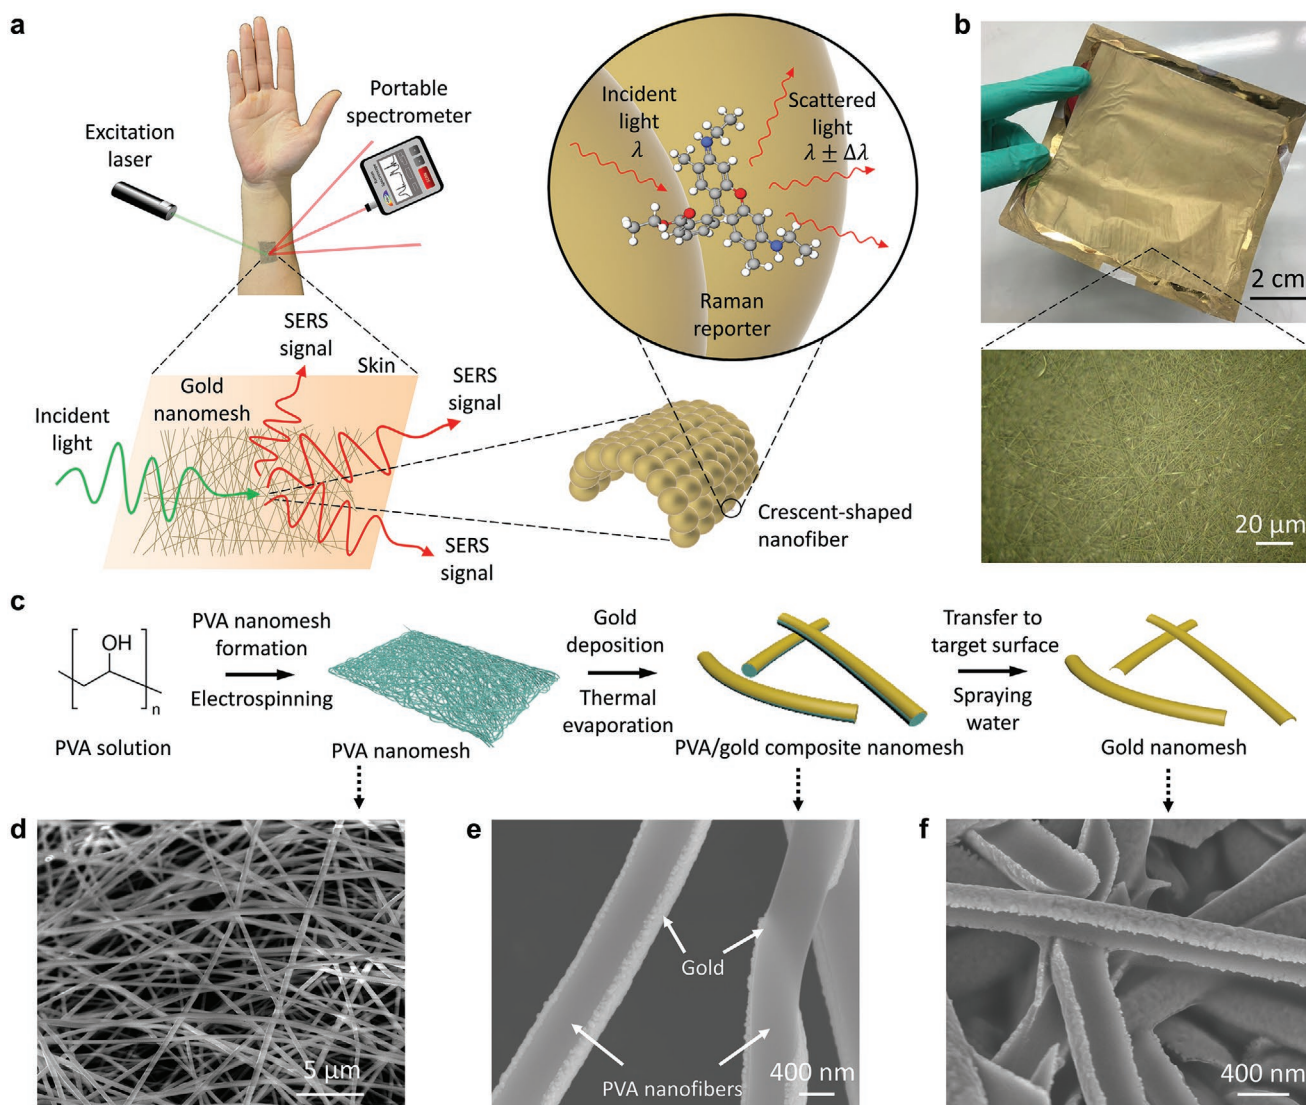 a
Excitation
laser
Portable
spectrometer
Incident
light
λ
Scattered
light
λ ± Δλ
Raman
reporter
SERS
signal
Skin
Gold
nanomesh
SERS
signal
Incident
light
SERS
signal
Crescent-shaped
nanofiber
b
2 cm
20 µm
c
OH
n
PVA solution
PVA nanomesh
formation
Electrospinning
PVA nanomesh
Gold
deposition
Thermal
evaporation
PVA/gold composite nanomesh
Transfer to
target surface
Spraying
water
Gold nanomesh
d
5 µm
e
Gold
PVA nanofibers
400 nm
f
400 nm